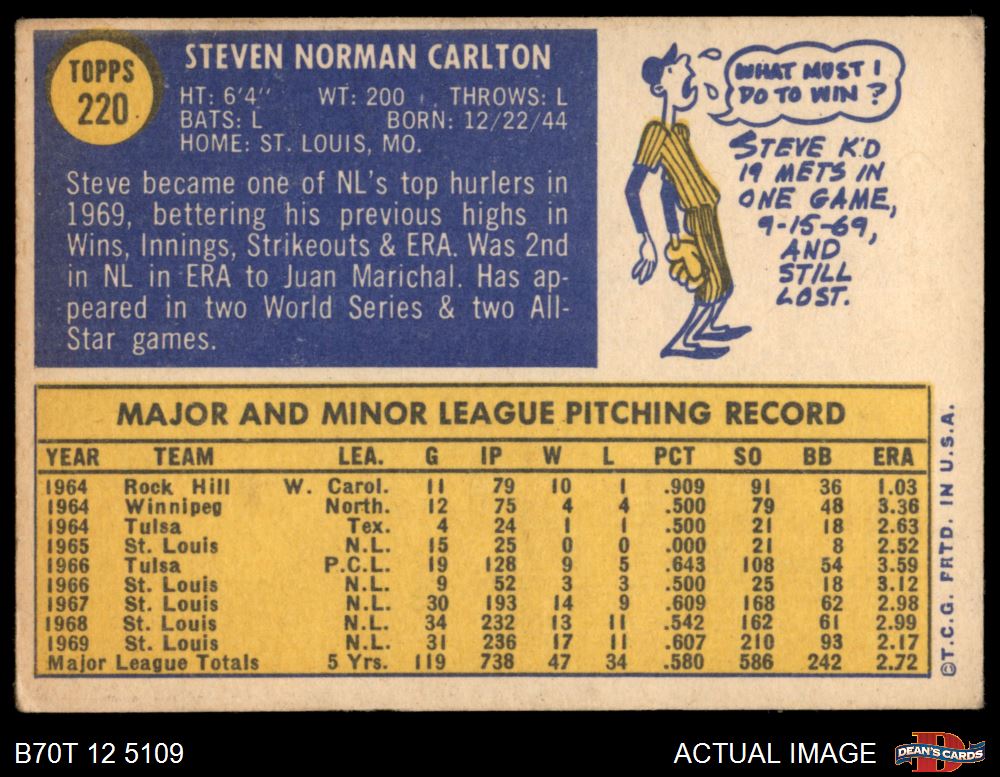 TOPPS
220
STEVEN NORMAN CARLTON
HT: 6'4" WT: 200 THROWS: L
BATS: L BORN: 12/22/44
HOME: ST. LOUIS, MO.
Steve became one of NL's top hurlers in
1969, bettering his previous highs in
Wins, Innings, Strikeouts & ERA. Was 2nd
in NL in ERA to Juan Marichal. Has ap-
peared in two World Series & two All-
Star games.
WHAT MUST I
DO TO WIN?
STEVE K'D
19 METS IN
ONE GAME,
9-15-69,
AND
STILL
LOST.
MAJOR AND MINOR LEAGUE PITCHING RECORD
YEAR TEAM LEA. G IP W L PCT SO BB ERA
1964 Rock Hill W. Carol. 11 79 10 1 .909 91 36 1.03
1964 Winnipeg North. 12 75 4 4 .500 79 48 3.36
1964 Tulsa Tex. 4 24 1 1 .500 21 18 2.63
1965 St. Louis N.L. 15 25 0 0 .000 21 8 2.52
1966 Tulsa P.C.L. 19 128 9 5 .643 108 54 3.59
1966 St. Louis N.L. 9 52 3 3 .500 25 18 3.12
1967 St. Louis N.L. 30 193 14 9 .609 168 62 2.98
1968 St. Louis N.L. 34 232 13 11 .542 162 61 2.99
1969 St. Louis N.L. 31 236 17 11 .607 210 93 2.17
Major League Totals 5 Yrs. 119 738 47 34 .580 586 242 2.72
©T.C.G. PRTD. IN U.S.A.
B70T 12 5109
ACTUAL IMAGE
D
DEAN'S CARDS